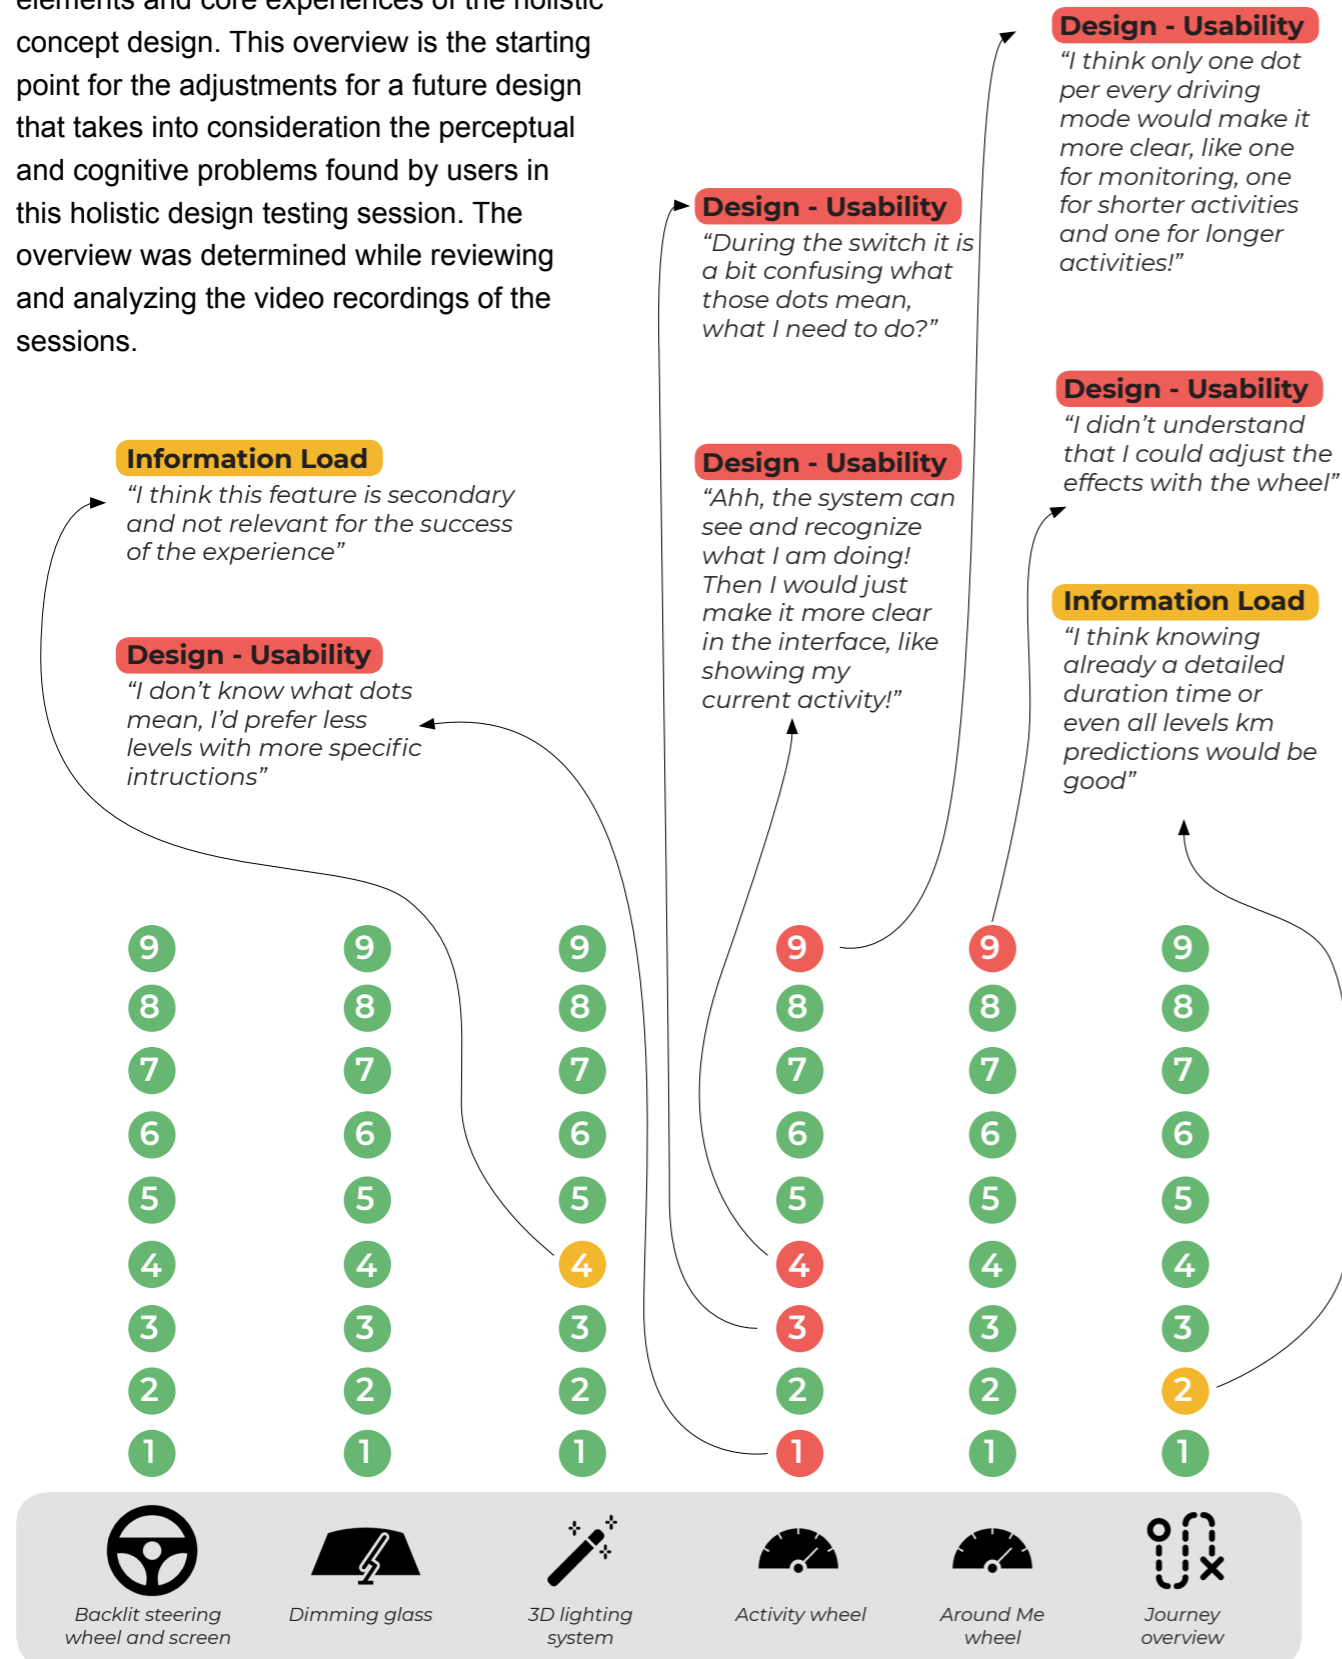 elements and core experiences of the holistic
concept design. This overview is the starting
point for the adjustments for a future design
that takes into consideration the perceptual
and cognitive problems found by users in
this holistic design testing session. The
overview was determined while reviewing
and analyzing the video recordings of the
sessions.
Information Load
“I think this feature is secondary
and not relevant for the success
of the experience”
Design - Usability
“I don’t know what dots
mean, I’d prefer less
levels with more specific
intructions”
Design - Usability
“During the switch it is
a bit confusing what
those dots mean,
what I need to do?”
Design - Usability
“Ahh, the system can
see and recognize
what I am doing!
Then I would just
make it more clear
in the interface, like
showing my
current activity!”
Design - Usability
“I think only one dot
per every driving
mode would make it
more clear, like one
for monitoring, one
for shorter activities
and one for longer
activities!”
Design - Usability
“I didn’t understand
that I could adjust the
effects with the wheel”
Information Load
“I think knowing
already a detailed
duration time or
even all levels km
predictions would be
good”
9 9 9 9 9 9
8 8 8 8 8 8
7 7 7 7 7 7
6 6 6 6 6 6
5 5 5 5 5 5
4 4 4 4 4 4
3 3 3 3 3 3
2 2 2 2 2 2
1 1 1 1 1 1
Backlit steering
wheel and screen
Dimming glass
3D lighting
system
Activity wheel
Around Me
wheel
Journey
overview